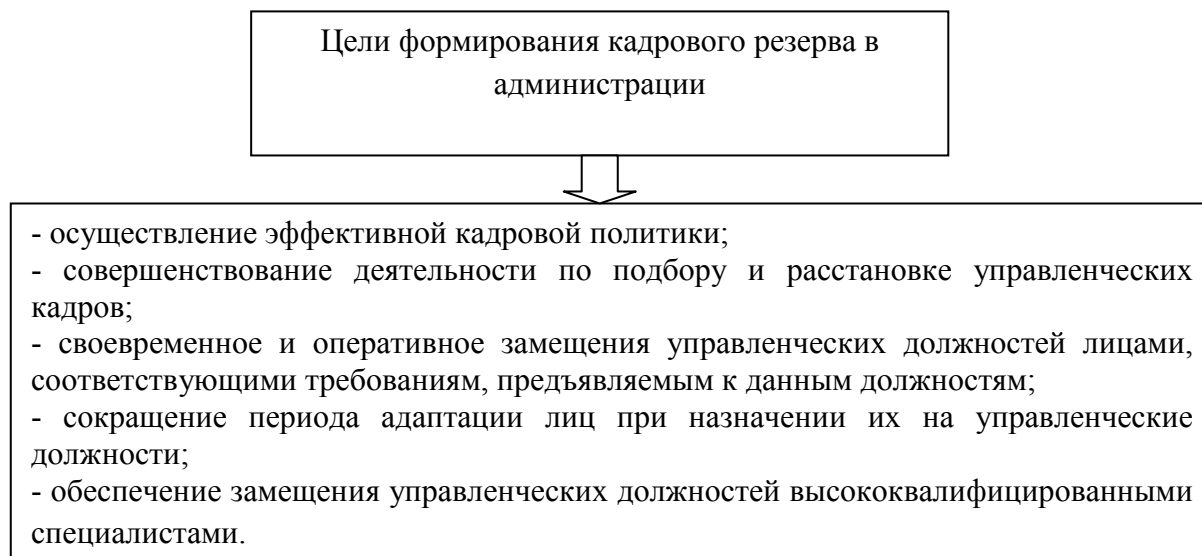 Цели формирования кадрового резерва в
администрации
- осуществление эффективной кадровой политики;
- совершенствование деятельности по подбору и расстановке управленческих
кадров;
- своевременное и оперативное замещения управленческих должностей лицами,
соответствующими требованиям, предъявляемым к данным должностям;
- сокращение периода адаптации лиц при назначении их на управленческие
должности;
- обеспечение замещения управленческих должностей высококвалифицированными
специалистами.